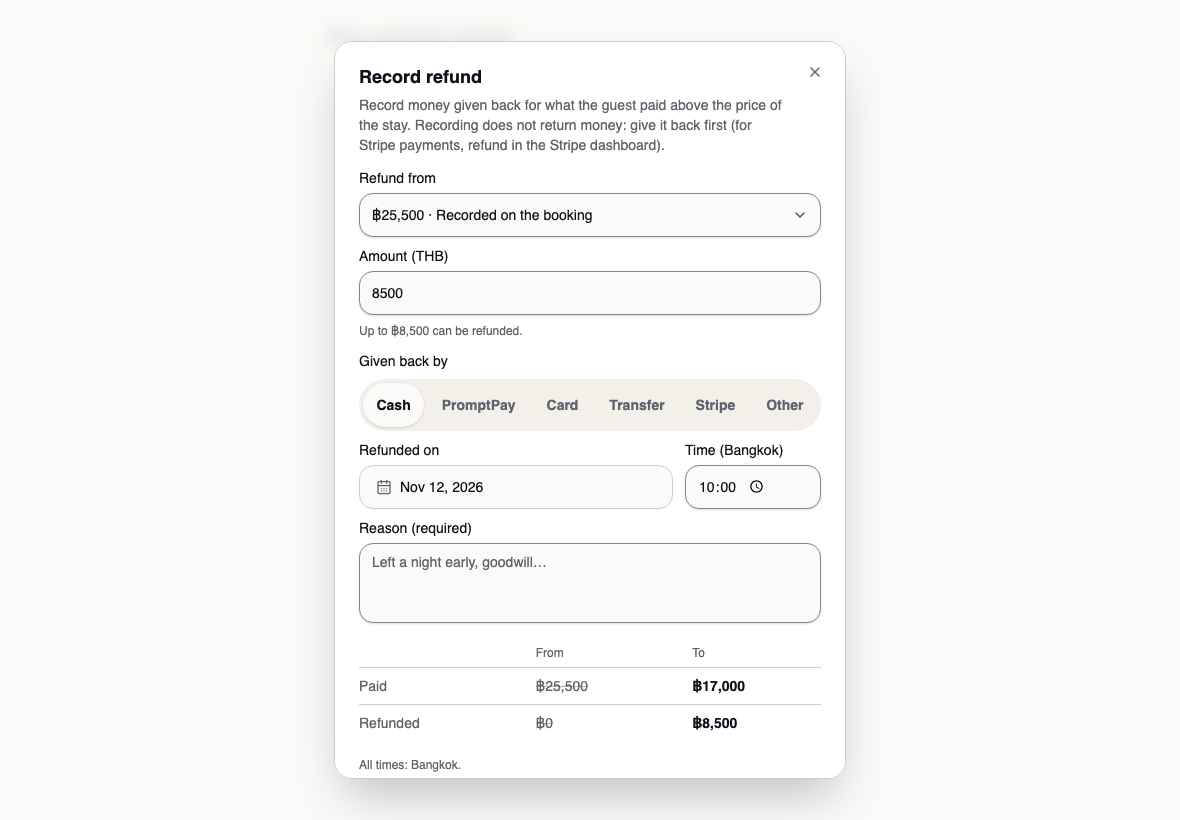 Record refund
Record money given back for what the guest paid above the price of
the stay. Recording does not return money: give it back first (for
Stripe payments, refund in the Stripe dashboard).
Refund from
฿25,500 · Recorded on the booking
Amount (THB)
8500
Up to ฿8,500 can be refunded.
Given back by
Cash PromptPay Card Transfer Stripe Other
Refunded on Time (Bangkok)
Nov 12, 2026 10:00
Reason (required)
Left a night early, goodwill…
From To
Paid ฿25,500 ฿17,000
Refunded ฿0 ฿8,500
All times: Bangkok.